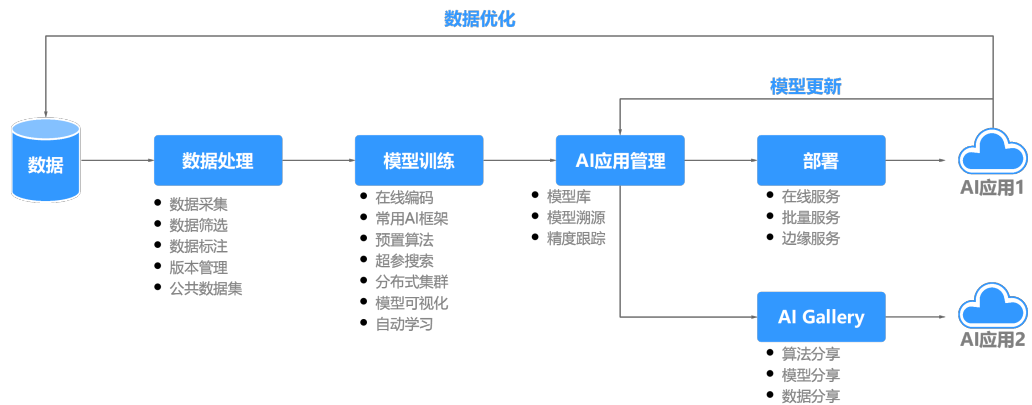 数据优化
模型更新
数据
数据处理
数据采集
数据筛选
数据标注
版本管理
公共数据集
模型训练
在线编码
常用AI框架
预置算法
超参搜索
分布式集群
模型可视化
自动学习
AI应用管理
模型库
模型溯源
精度跟踪
部署
在线服务
批量服务
边缘服务
AI应用1
AI Gallery
算法分享
模型分享
数据分享
AI应用2